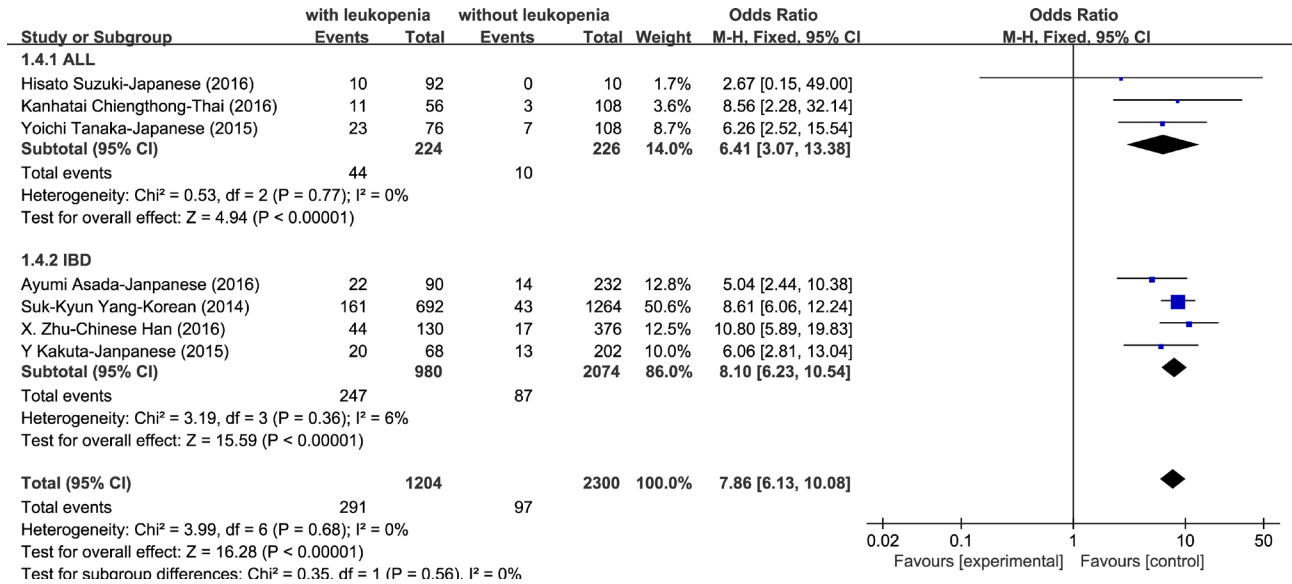 with leukopenia without leukopenia Odds Ratio Odds Ratio
Study or Subgroup Events Total Events Total Weight M-H, Fixed, 95% CI M-H, Fixed, 95% CI
1.4.1 ALL
Hisato Suzuki-Japanese (2016) 10 92 0 10 1.7% 2.67 [0.15, 49.00]
Kanhatai Chiengthong-Thai (2016) 11 56 3 108 3.6% 8.56 [2.28, 32.14]
Yoichi Tanaka-Japanese (2015) 23 76 7 108 8.7% 6.26 [2.52, 15.54]
Subtotal (95% CI) 224 226 14.0% 6.41 [3.07, 13.38]
Total events 44 10
Heterogeneity: Chi² = 0.53, df = 2 (P = 0.77); I² = 0%
Test for overall effect: Z = 4.94 (P < 0.00001)
1.4.2 IBD
Ayumi Asada-Janpanese (2016) 22 90 14 232 12.8% 5.04 [2.44, 10.38]
Suk-Kyun Yang-Korean (2014) 161 692 43 1264 50.6% 8.61 [6.06, 12.24]
X. Zhu-Chinese Han (2016) 44 130 17 376 12.5% 10.80 [5.89, 19.83]
Y Kakuta-Janpanese (2015) 20 68 13 202 10.0% 6.06 [2.81, 13.04]
Subtotal (95% CI) 980 2074 86.0% 8.10 [6.23, 10.54]
Total events 247 87
Heterogeneity: Chi² = 3.19, df = 3 (P = 0.36); I² = 6%
Test for overall effect: Z = 15.59 (P < 0.00001)
Total (95% CI) 1204 2300 100.0% 7.86 [6.13, 10.08]
Total events 291 97
Heterogeneity: Chi² = 3.99, df = 6 (P = 0.68); I² = 0%
Test for overall effect: Z = 16.28 (P < 0.00001)
Test for subgroup differences: Chi² = 0.35, df = 1 (P = 0.56), I² = 0%
0.02 0.1 1 10 50
Favours [experimental] Favours [control]